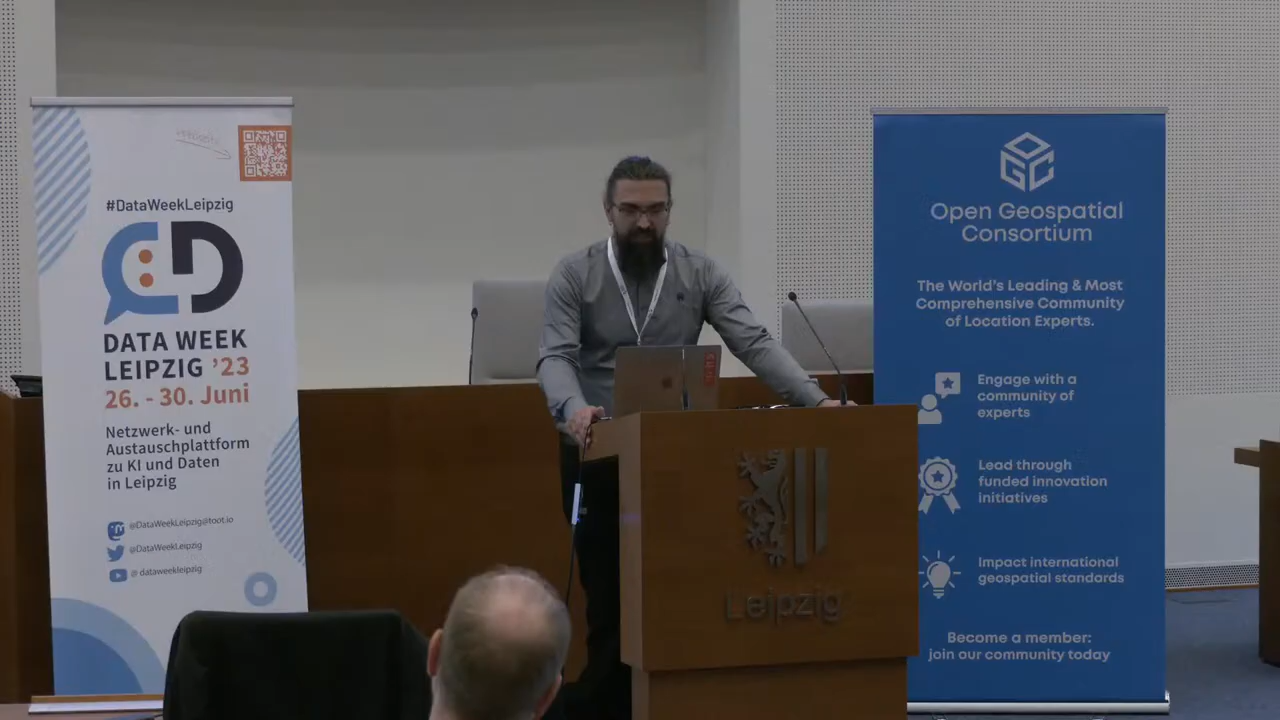 #DataWeekLeipzig
DATA WEEK
LEIPZIG '23
26. - 30. Juni
Netzwerk- und
Austauschplattform
zu KI und Daten
in Leipzig
@DataWeekLeipzig@toot.io
@DataWeekLeipzig
@dataweekleipzig
Leipzig
OGC
Open Geospatial
Consortium
The World's Leading & Most
Comprehensive Community
of Location Experts.
Engage with a
community of
experts
Lead through
funded innovation
initiatives
Impact international
geospatial standards
Become a member:
join our community today